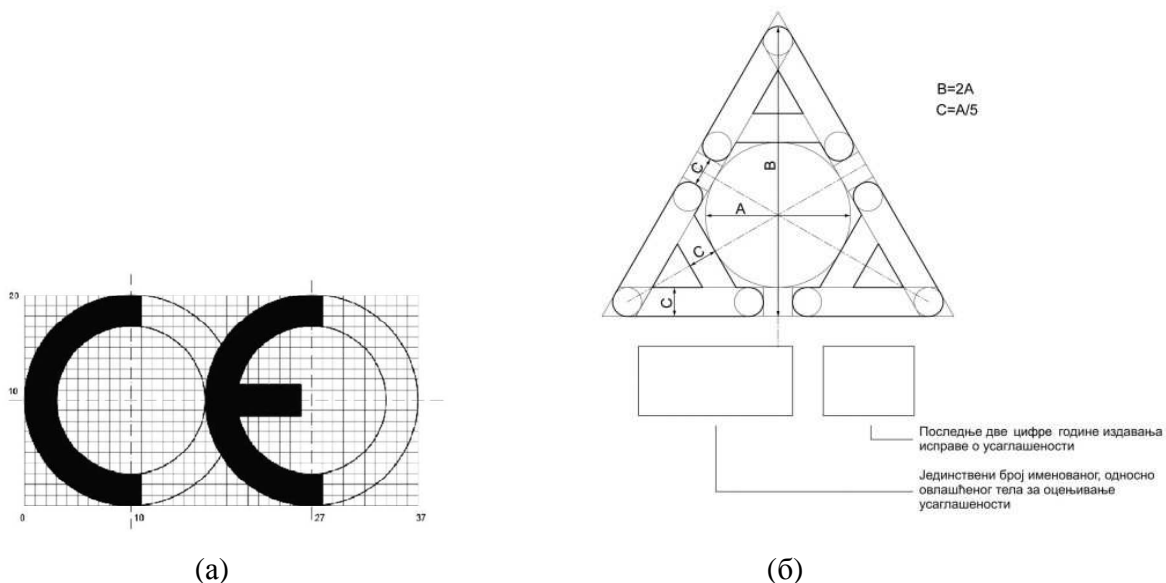 20
10
0
10
27
37
(а)
B=2A
C=A/5
B
C
A
C
C
Последње две цифре године издавања
исправе о усаглашености
Јединствени број именованог, односно
овлашћеног тела за оцењивање
усаглашености
(б)